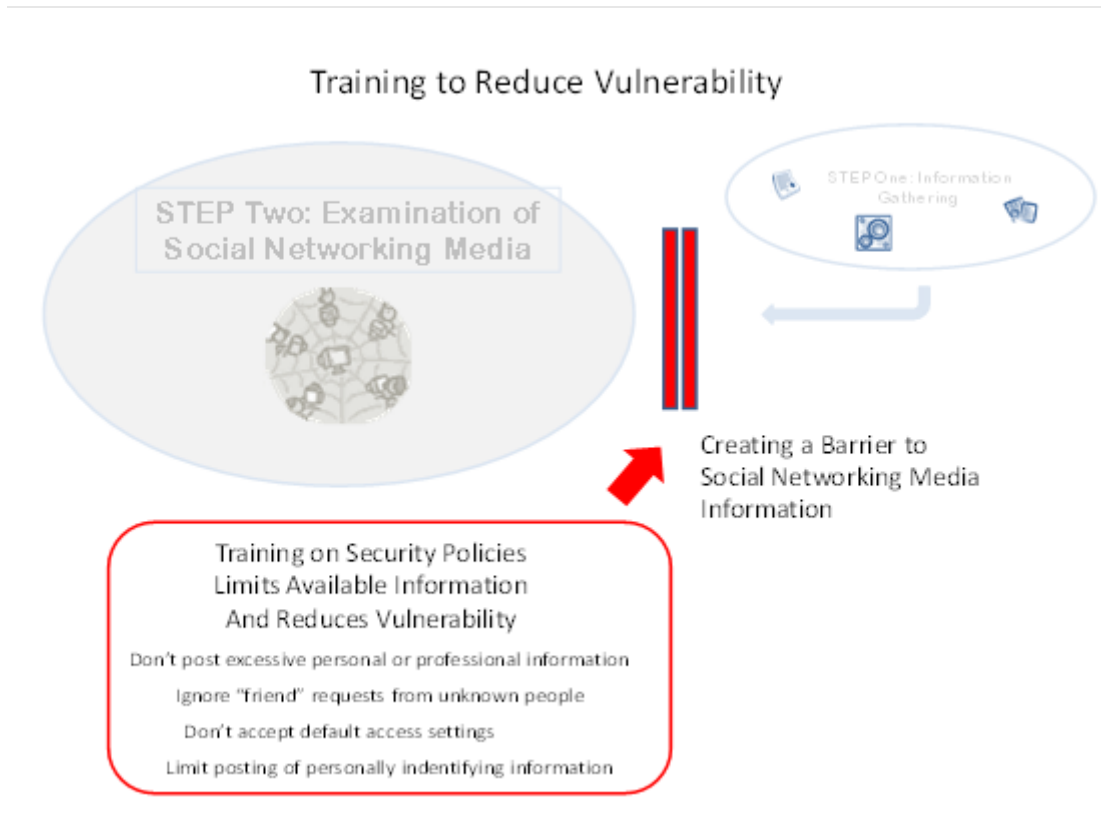 Training to Reduce Vulnerability
STEP One: Information
Gathering
STEP Two: Examination of
Social Networking Media
Creating a Barrier to
Social Networking Media
Information
Training on Security Policies
Limits Available Information
And Reduces Vulnerability
Don't post excessive personal or professional information
Ignore “friend” requests from unknown people
Don't accept default access settings
Limit posting of personally indentifying information